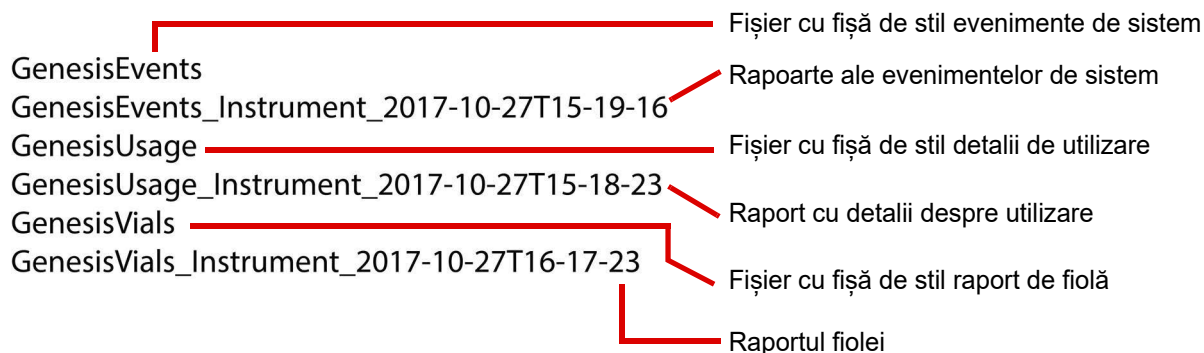 Fișier cu fișă de stil evenimente de sistem
GenesisEvents
Rapoarte ale evenimentelor de sistem
GenesisEvents_Instrument_2017-10-27T15-19-16
GenesisUsage
Fișier cu fișă de stil detalii de utilizare
GenesisUsage_Instrument_2017-10-27T15-18-23
Raport cu detalii despre utilizare
GenesisVials
GenesisVials_Instrument_2017-10-27T16-17-23
Fișier cu fișă de stil raport de fiolă
Raportul fiolei